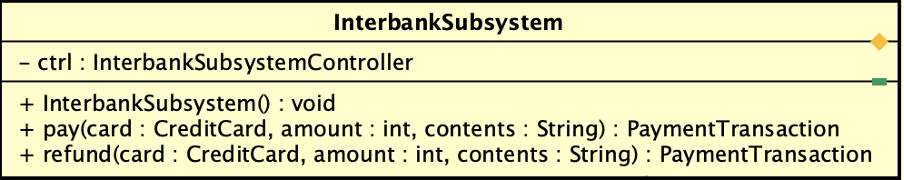 InterbankSubsystem
– ctrl : InterbankSubsystemController
+ InterbankSubsystem() : void
+ pay(card : CreditCard, amount : int, contents : String) : PaymentTransaction
+ refund(card : CreditCard, amount : int, contents : String) : PaymentTransaction